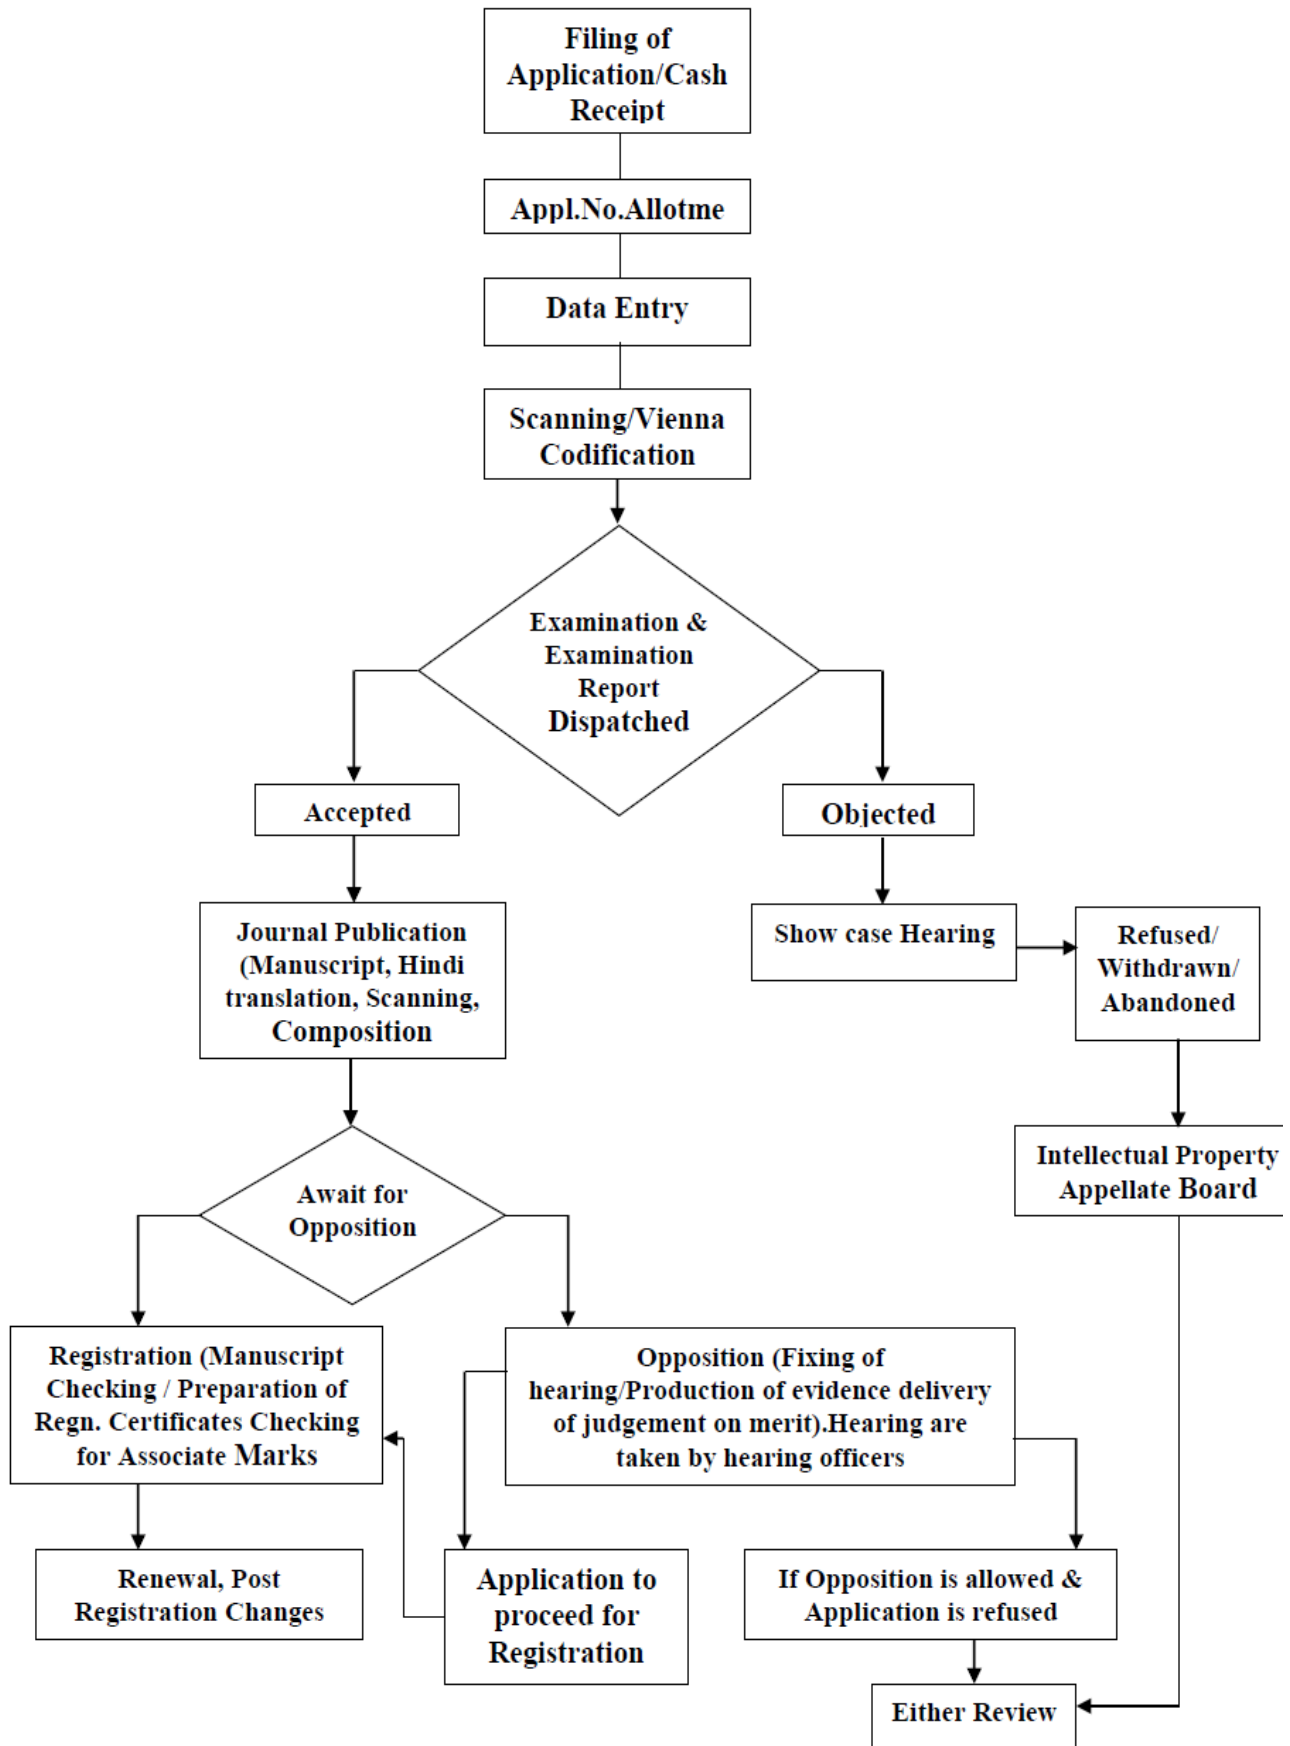 Filing of
Application/Cash
Receipt
Appl.No.Allotme
Data Entry
Scanning/Vienna
Codification
Examination &
Examination
Report
Dispatched
Accepted
Objected
Journal Publication
(Manuscript, Hindi
translation, Scanning,
Composition
Show case Hearing
Refused/
Withdrawn/
Abandoned
Await for
Opposition
Intellectual Property
Appellate Board
Registration (Manuscript
Checking / Preparation of
Regn. Certificates Checking
for Associate Marks
Opposition (Fixing of
hearing/Production of evidence delivery
of judgement on merit).Hearing are
taken by hearing officers
Renewal, Post
Registration Changes
Application to
proceed for
Registration
If Opposition is allowed &
Application is refused
Either Review